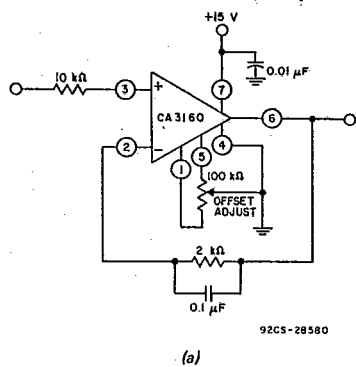 +15 V
0.01 µF
10 kΩ
3
+
7
CA3160
6
2
−
4
5
1
100 kΩ
OFFSET
ADJUST
2 kΩ
0.1 µF
92CS-28580
(a)